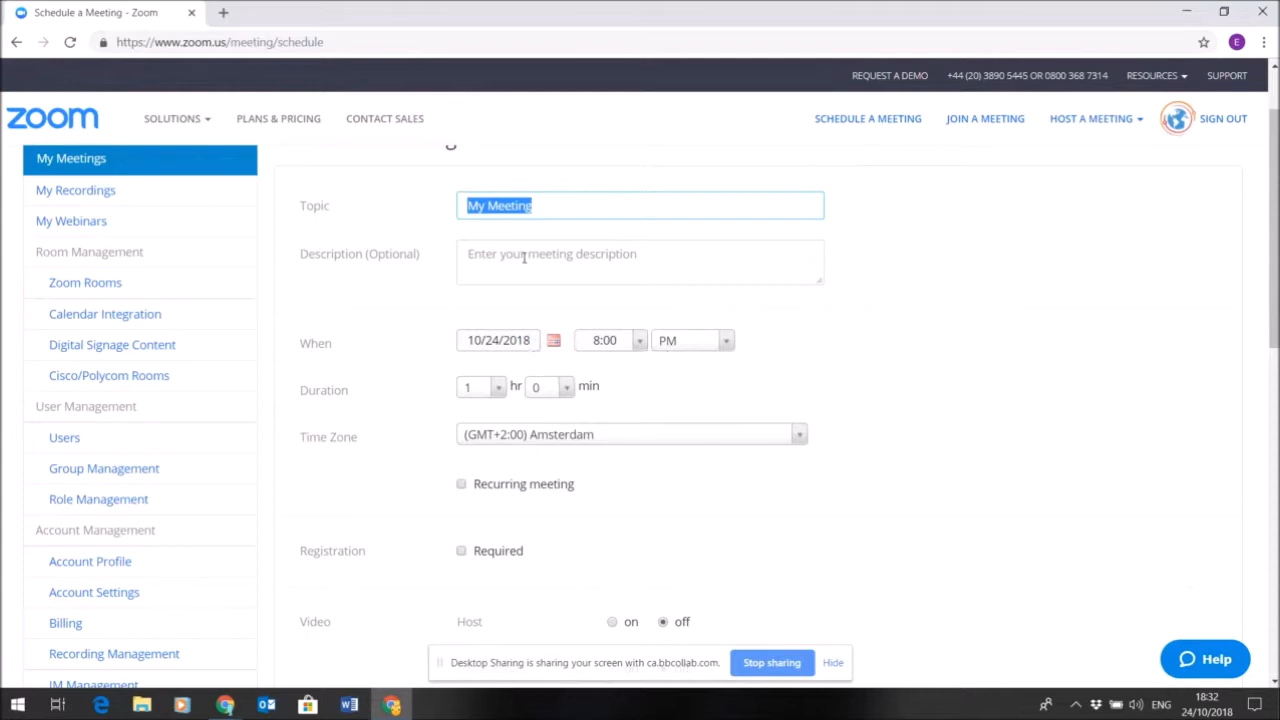 Schedule a Meeting - Zoom
https://www.zoom.us/meeting/schedule
E
REQUEST A DEMO +44 (20) 3890 5445 OR 0800 368 7314 RESOURCES SUPPORT
zoom SOLUTIONS PLANS & PRICING CONTACT SALES SCHEDULE A MEETING JOIN A MEETING HOST A MEETING SIGN OUT
My Meetings
My Recordings
My Webinars
Room Management
Zoom Rooms
Calendar Integration
Digital Signage Content
Cisco/Polycom Rooms
User Management
Users
Group Management
Role Management
Account Management
Account Profile
Account Settings
Billing
Recording Management
IM Management
Topic My Meeting
Description (Optional) Enter your meeting description
When 10/24/2018 8:00 PM
Duration 1 hr 0 min
Time Zone (GMT+2:00) Amsterdam
Recurring meeting
Registration Required
Video Host on off
Desktop Sharing is sharing your screen with ca.bbcollab.com. Stop sharing Hide
Help
ENG
18:32
24/10/2018